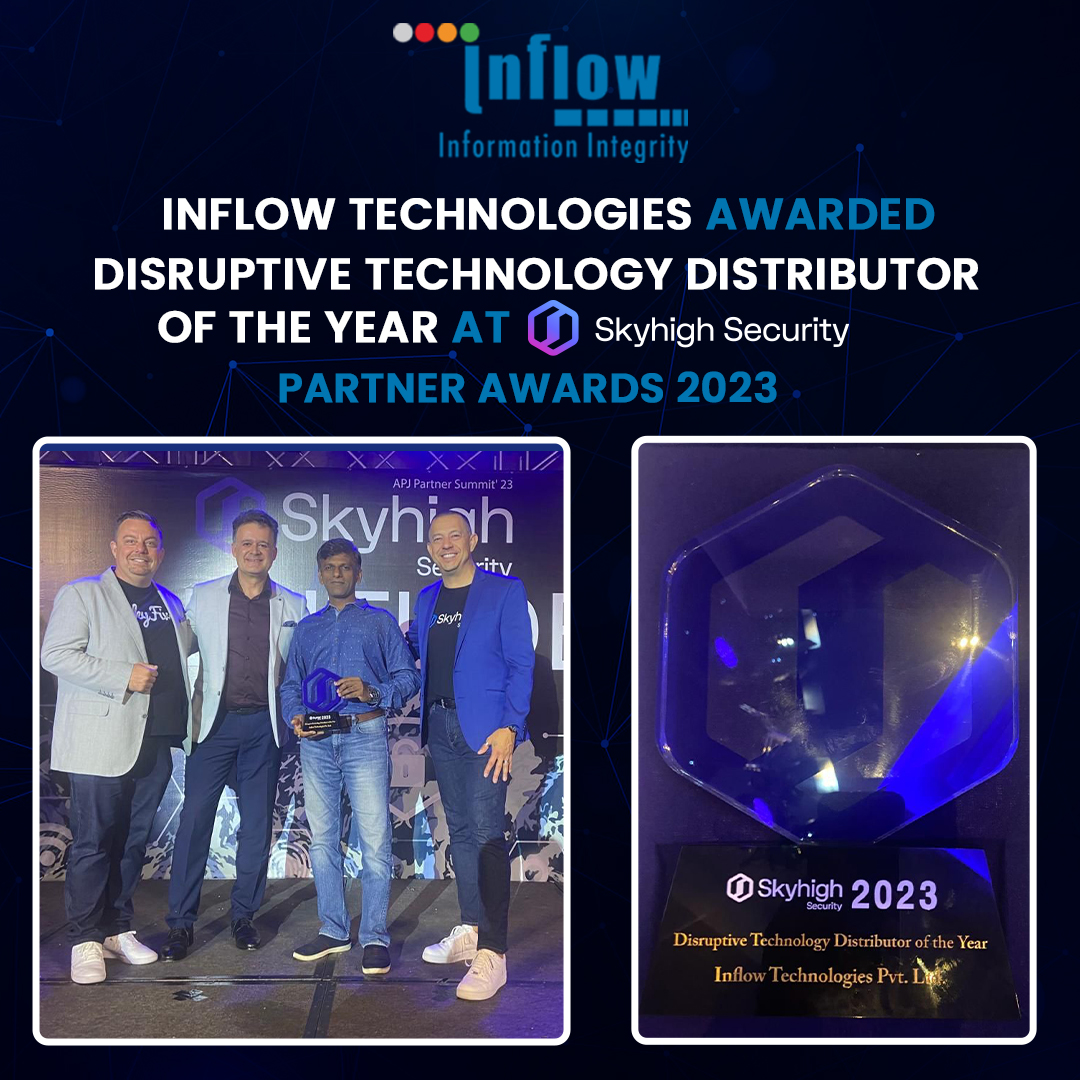 Inflow
Information Integrity
INFLOW TECHNOLOGIES AWARDED
DISRUPTIVE TECHNOLOGY DISTRIBUTOR
OF THE YEAR AT Skyhigh Security
PARTNER AWARDS 2023
APJ Partner Summit' 23
Skyhigh
Security
2023
Skyhigh Security 2023
Disruptive Technology Distributor of the Year
Inflow Technologies Pvt. Ltd.